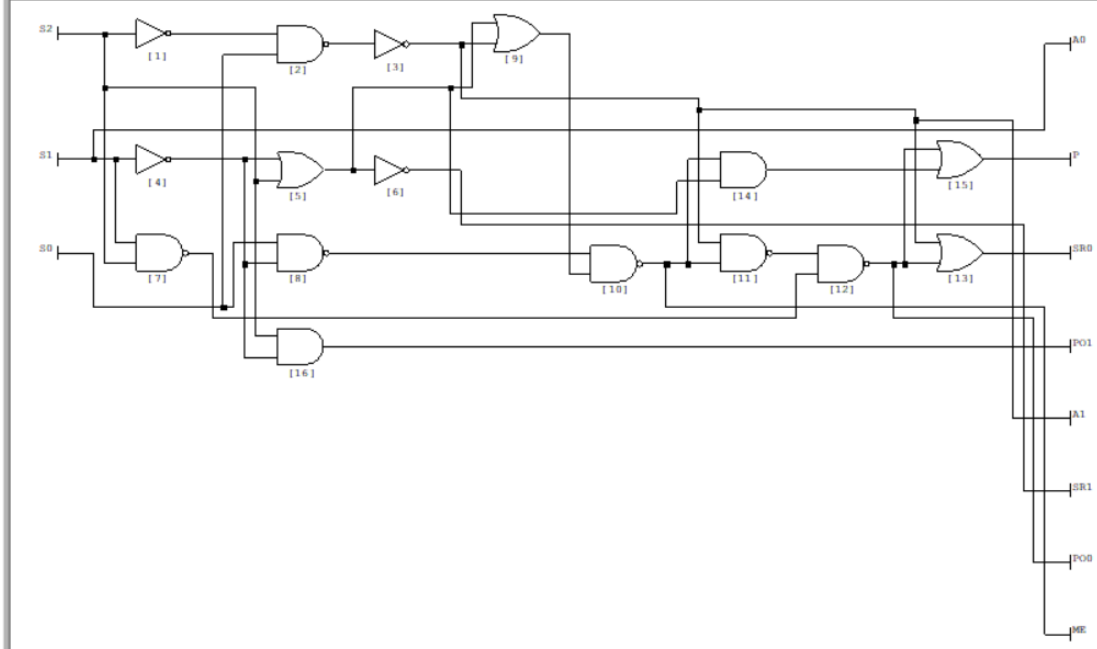 S2
[1]
[2]
[3]
[9]
A0
S1
[4]
[5]
[6]
[14]
[15]
P
S0
[7]
[8]
[10]
[11]
[12]
[13]
SR0
[16]
PO1
A1
SR1
PO0
ME